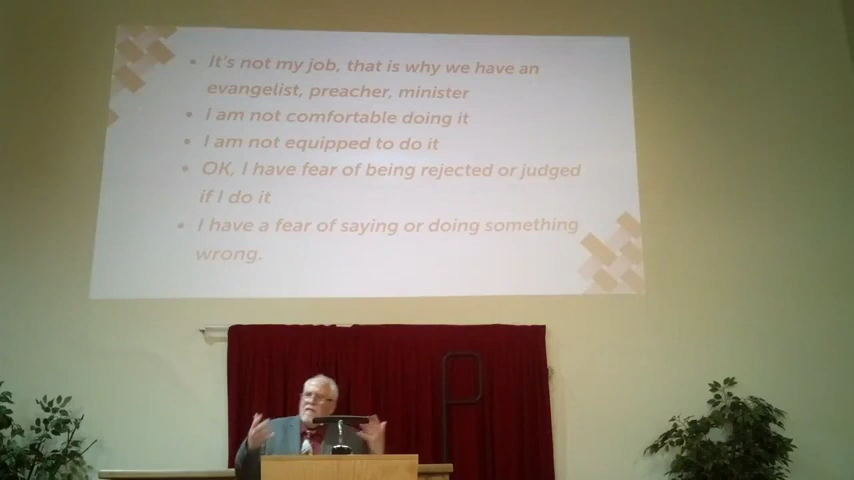 • It's not my job, that is why we have an
evangelist, preacher, minister
• I am not comfortable doing it
• I am not equipped to do it
• OK, I have fear of being rejected or judged
if I do it
• I have a fear of saying or doing something
wrong.